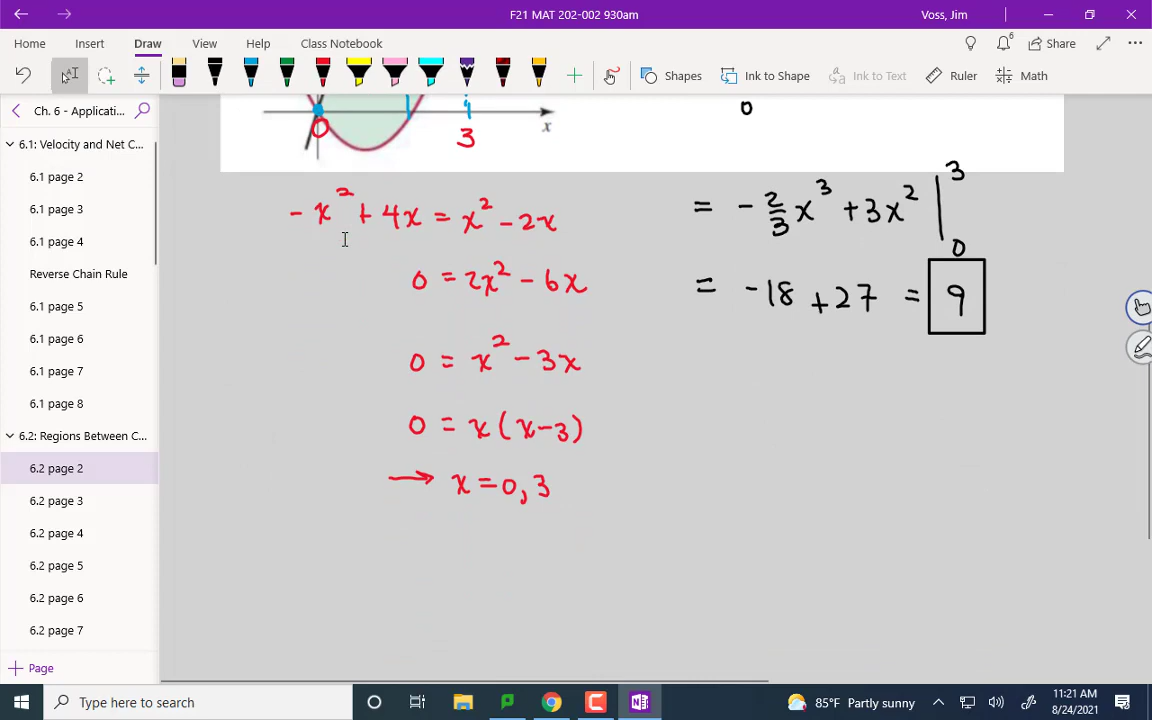 F21 MAT 202-002 930am
Voss, Jim
Home Insert Draw View Help Class Notebook
6
Share
Shapes
Ink to Shape
Ink to Text
Ruler
Math
Ch. 6 - Applicati...
6.1: Velocity and Net C...
6.1 page 2
6.1 page 3
6.1 page 4
Reverse Chain Rule
6.1 page 5
6.1 page 6
6.1 page 7
6.1 page 8
6.2: Regions Between C...
6.2 page 2
6.2 page 3
6.2 page 4
6.2 page 5
6.2 page 6
6.2 page 7
Page
0
3
x
0
-x² + 4x = x² - 2x
0 = 2x² - 6x
0 = x² - 3x
0 = x(x-3)
→ x = 0, 3
= -2/3 x³ + 3x² | 3 0
= -18 + 27 = 9
Type here to search
85°F Partly sunny
11:21 AM
8/24/2021